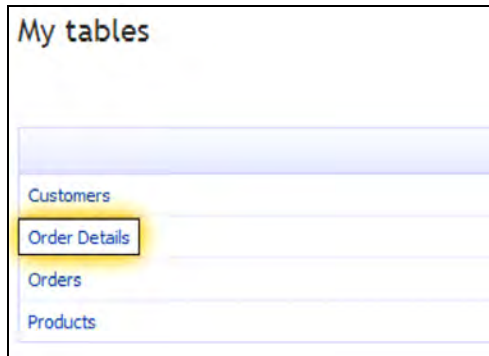 My tables
Customers
Order Details
Orders
Products